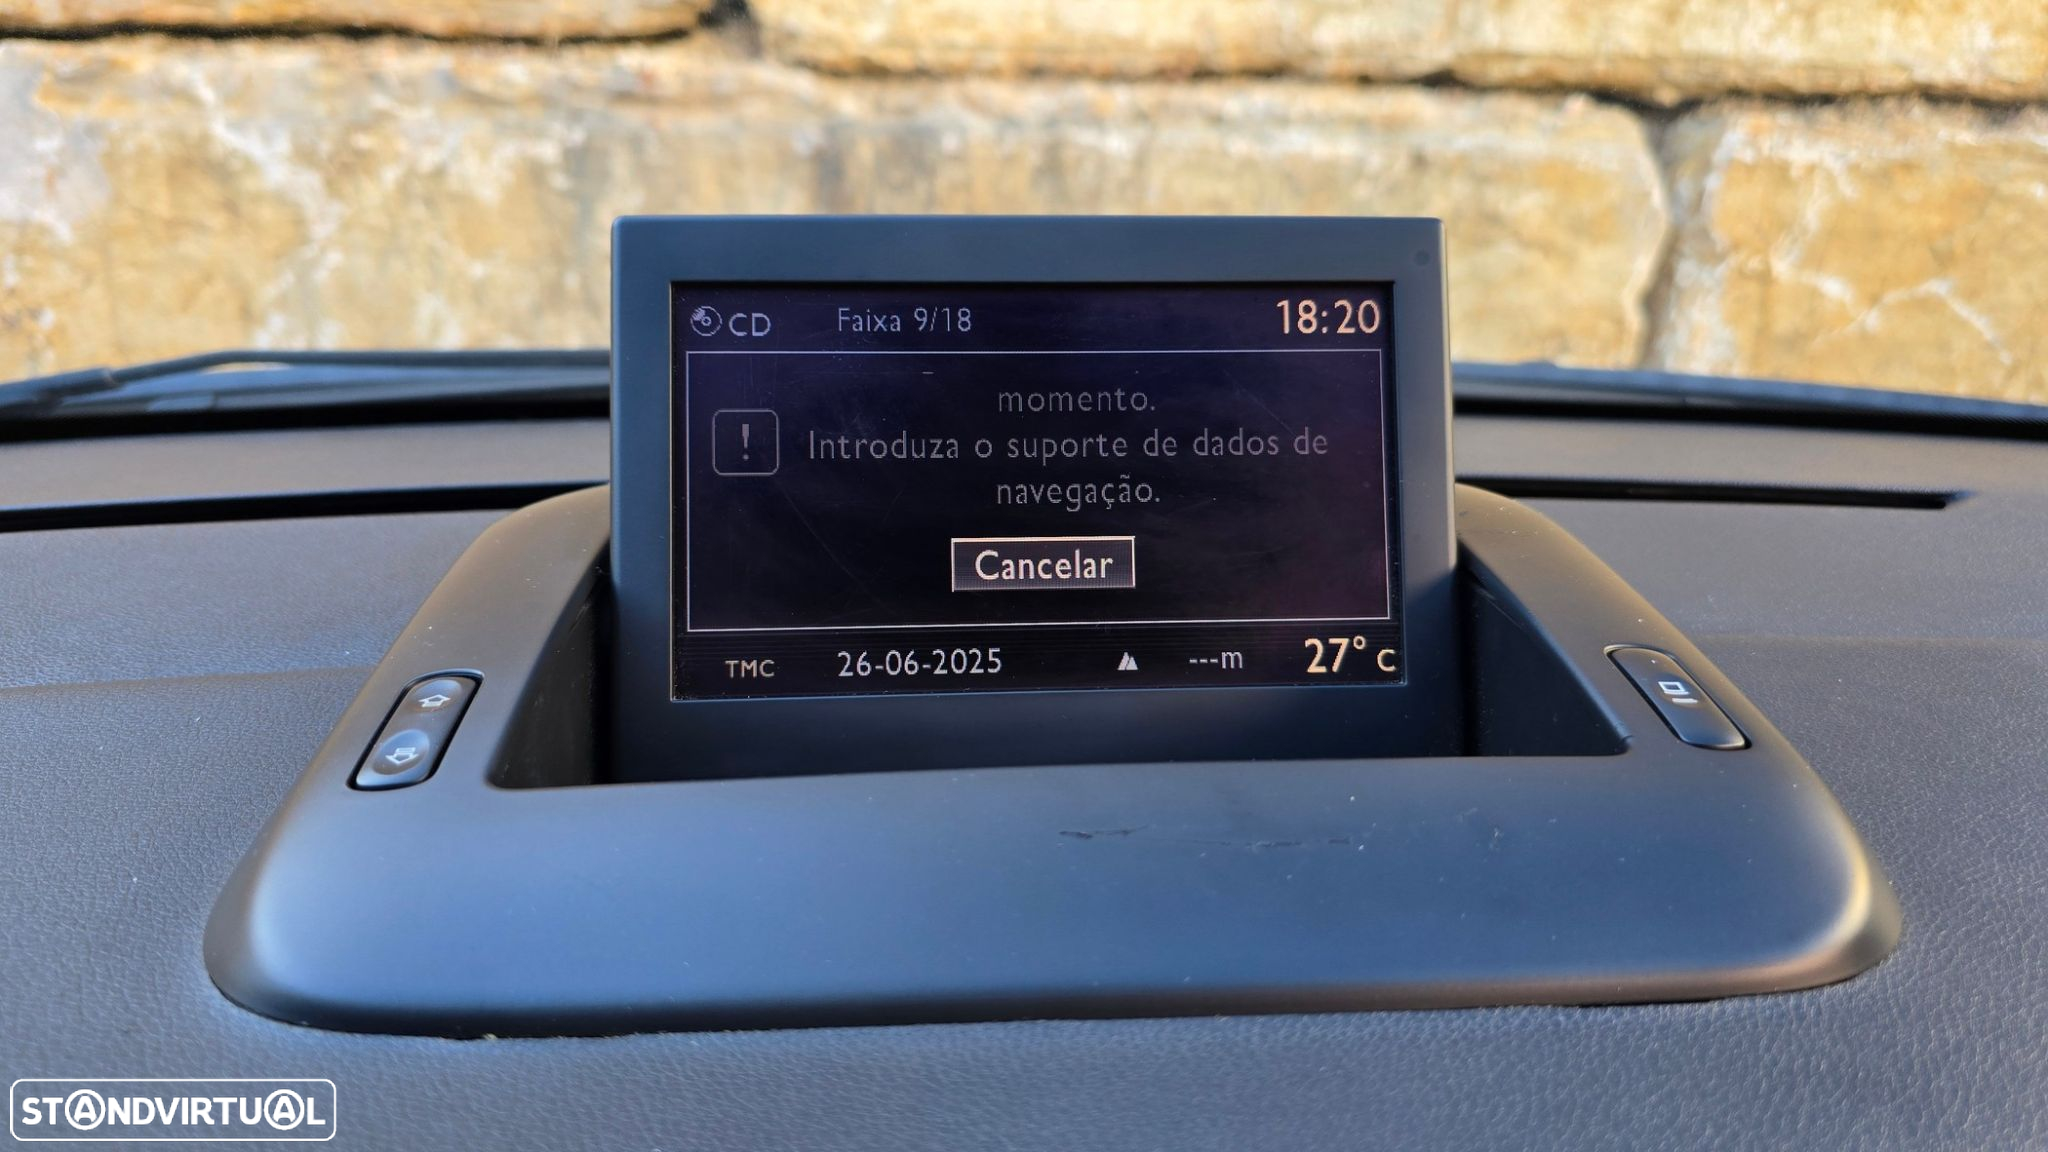 CD Faixa 9/18 18:20
momento.
! Introduza o suporte de dados de
navegação.
Cancelar
TMC 26-06-2025 ---m 27° C
STANDVIRTUAL